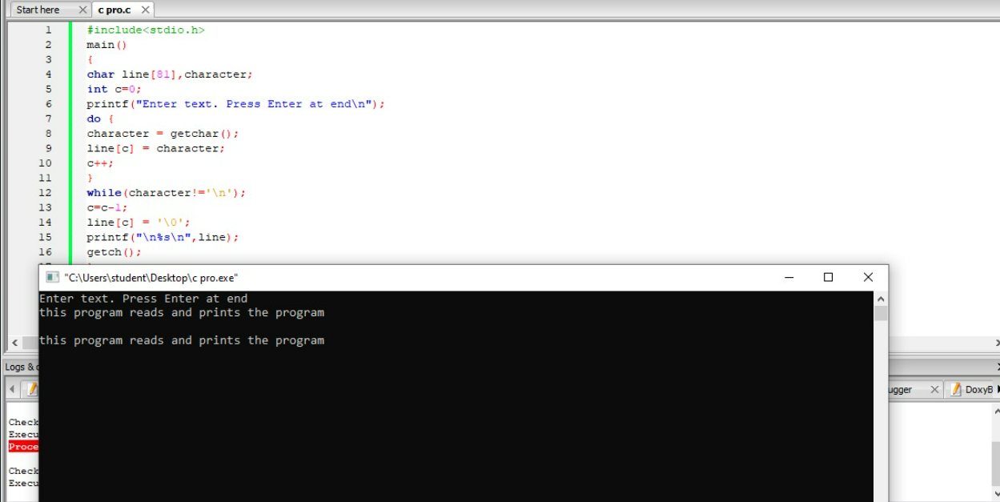 Start here
c pro.c
1 #include<stdio.h>
2 main()
3 {
4 char line[81],character;
5 int c=0;
6 printf("Enter text. Press Enter at end\n");
7 do {
8 character = getchar();
9 line[c] = character;
10 c++;
11 }
12 while(character!='\n');
13 c=c-1;
14 line[c] = '\0';
15 printf("\n%s\n",line);
16 getch();
"C:\Users\student\Desktop\c pro.exe"
Enter text. Press Enter at end
this program reads and prints the program
this program reads and prints the program
Logs &
ugger
DoxyB
Check
Execu
Proce
Check
Execu